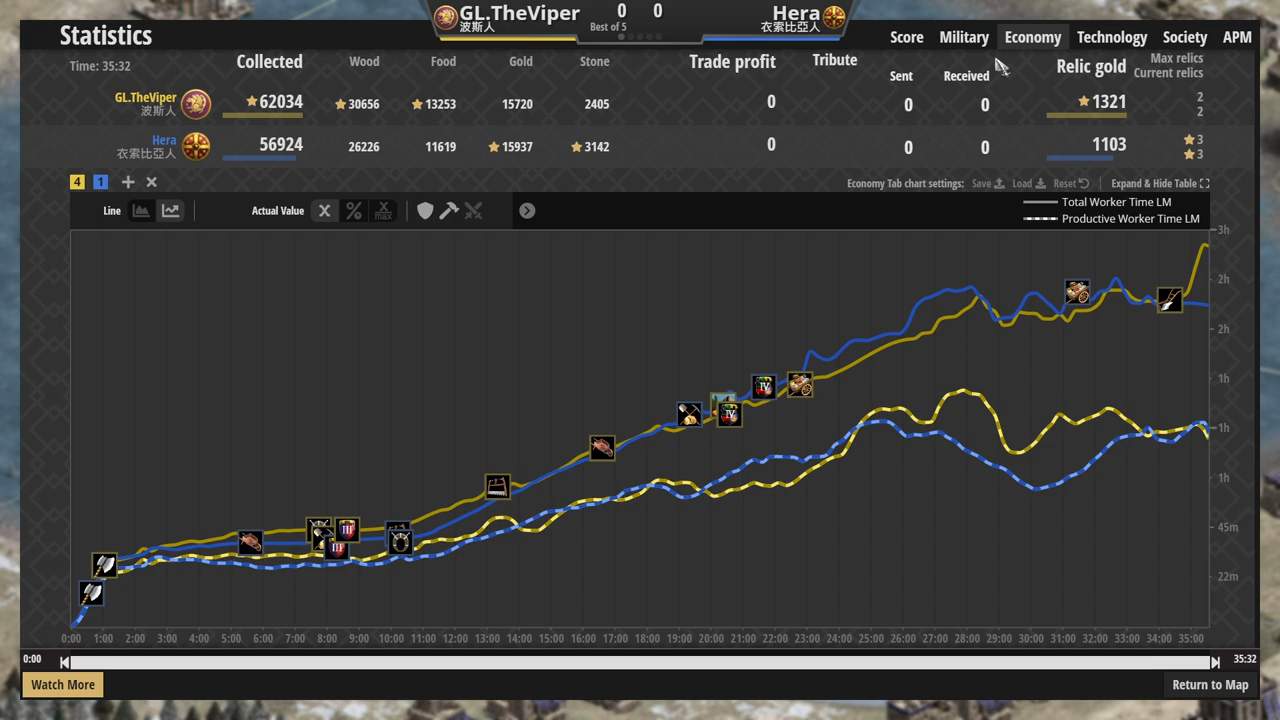 GL.TheViper 0 0 Hera
波斯人 Best of 5 衣索比亞人
Statistics
Score Military Economy Technology Society APM
Time: 35:32
Collected Wood Food Gold Stone Trade profit Tribute Sent Received Relic gold Max relics
Current relics
GL.TheViper 62034 30656 13253 15720 2405 0 0 0 1321 2
波斯人 2
Hera 56924 26226 11619 15937 3142 0 0 0 1103 3
衣索比亞人 3
4 1 + × Economy Tab chart settings: Save Load Reset Expand & Hide Table
Line Actual Value X % X/max
Total Worker Time LM
Productive Worker Time LM
3h
2h
2h
1h
1h
1h
45m
22m
IV
IV
III
III
0:00 1:00 2:00 3:00 4:00 5:00 6:00 7:00 8:00 9:00 10:00 11:00 12:00 13:00 14:00 15:00 16:00 17:00 18:00 19:00 20:00 21:00 22:00 23:00 24:00 25:00 26:00 27:00 28:00 29:00 30:00 31:00 32:00 33:00 34:00 35:00
0:00 35:32
Watch More Return to Map